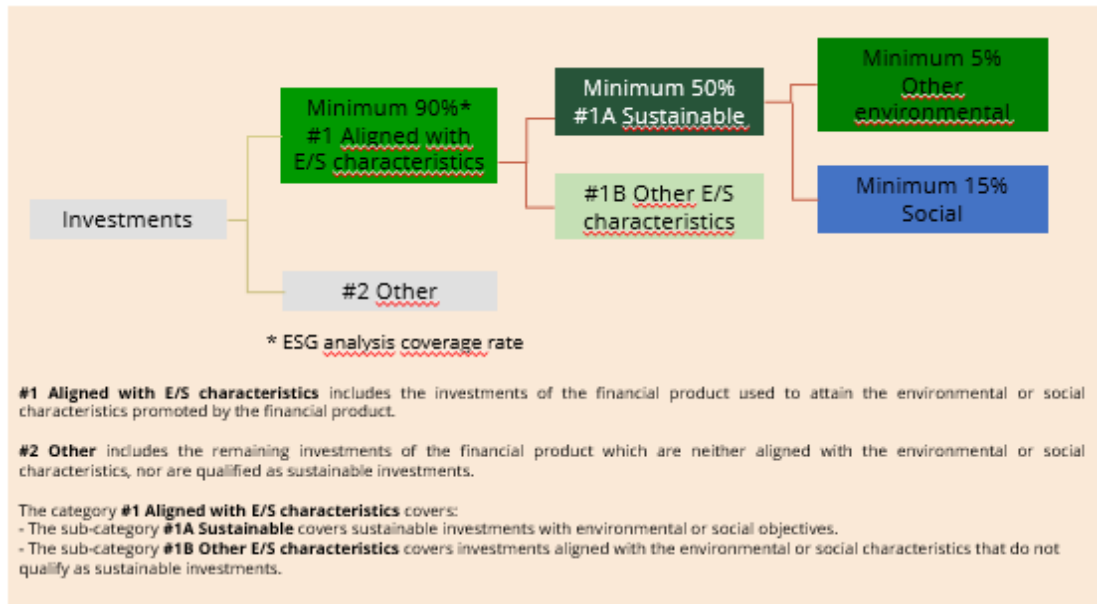 Minimum 5%
Other
environmental
Minimum 50%
#1A Sustainable
Minimum 90%*
#1 Aligned with
E/S characteristics
Minimum 15%
Social
#1B Other E/S
characteristics
Investments
#2 Other
* ESG analysis coverage rate
#1 Aligned with E/S characteristics includes the investments of the financial product used to attain the environmental or social
characteristics promoted by the financial product.
#2 Other includes the remaining investments of the financial product which are neither aligned with the environmental or social
characteristics, nor are qualified as sustainable investments.
The category #1 Aligned with E/S characteristics covers:
- The sub-category #1A Sustainable covers sustainable investments with environmental or social objectives.
- The sub-category #1B Other E/S characteristics covers investments aligned with the environmental or social characteristics that do not
qualify as sustainable investments.